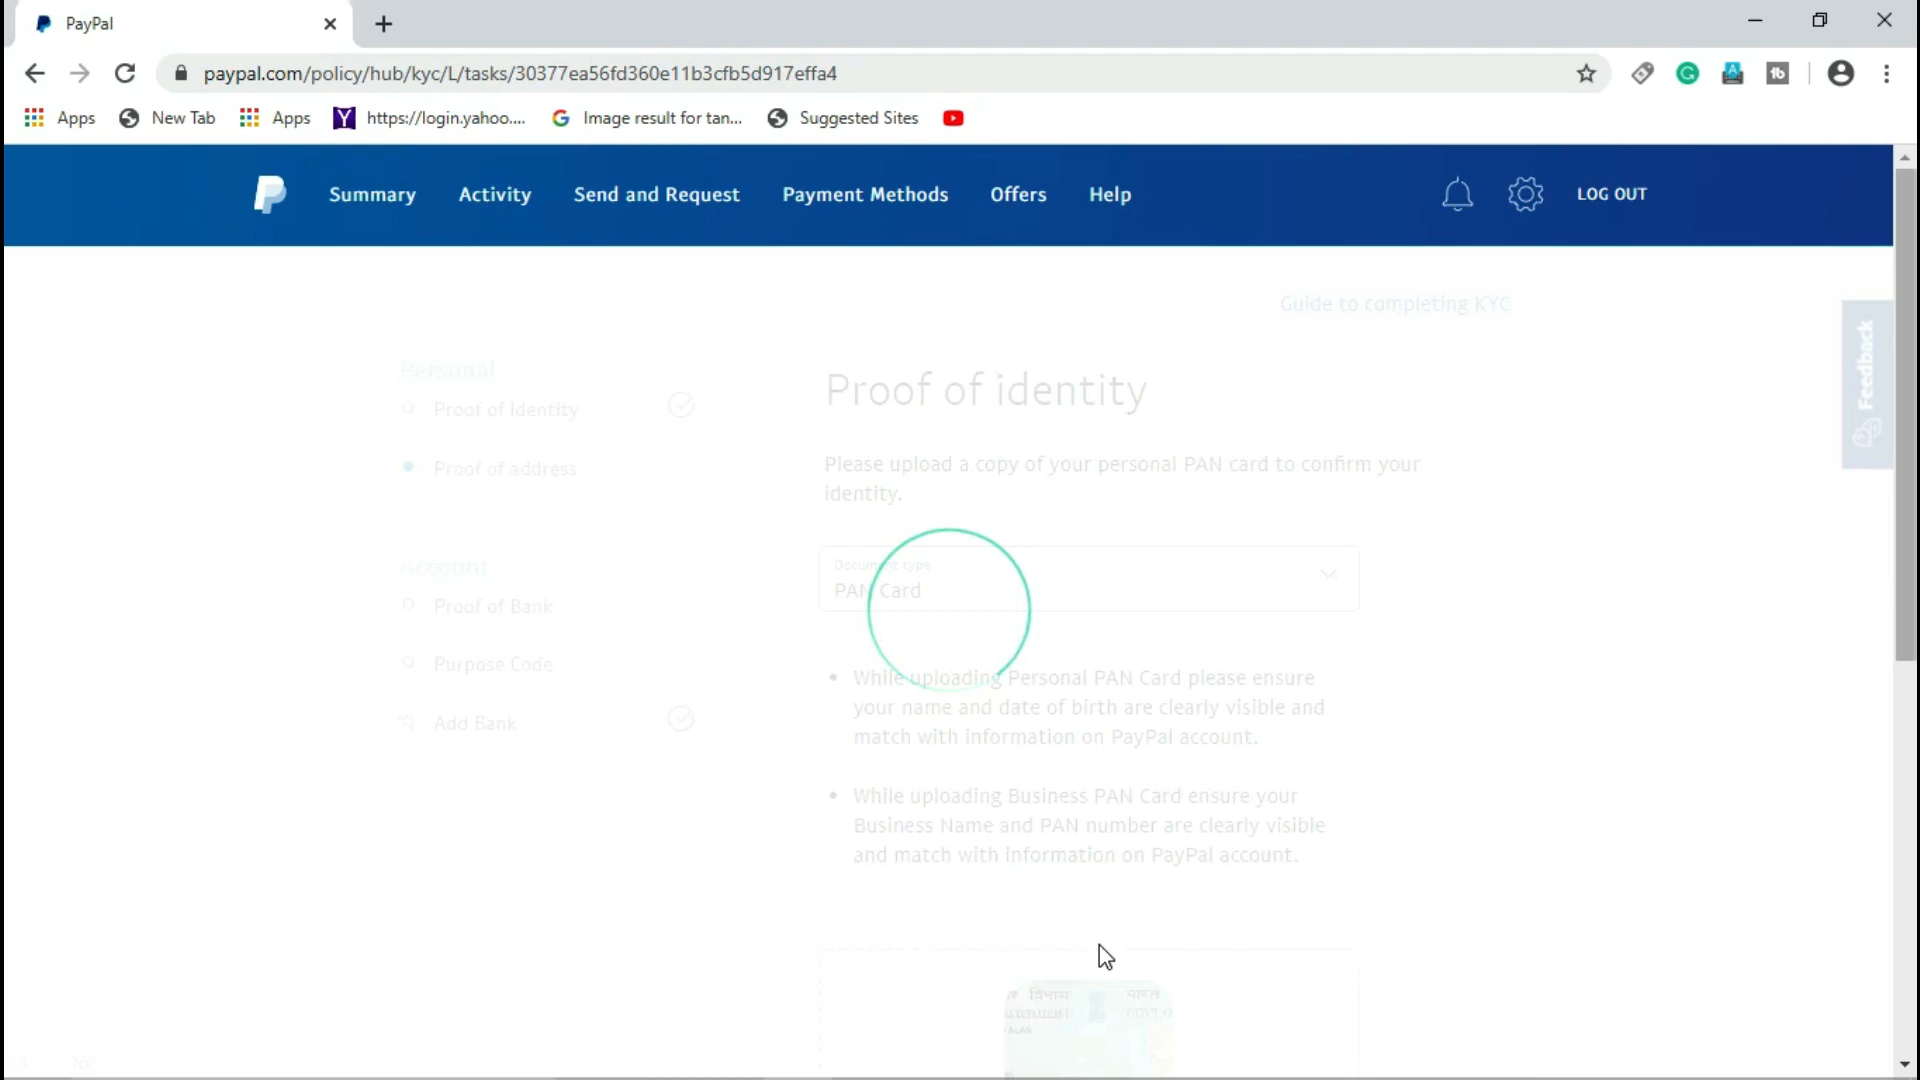 PayPal
paypal.com/policy/hub/kyc/L/tasks/30377ea56fd360e11b3cfb5d917effa4
Apps New Tab Apps https://login.yahoo.... Image result for tan... Suggested Sites
Summary Activity Send and Request Payment Methods Offers Help LOG OUT
Guide to completing KYC
Feedback
Personal
Proof of Identity
Proof of address
Account
Proof of Bank
Purpose Code
Add Bank
Proof of identity
Please upload a copy of your personal PAN card to confirm your
identity.
Document type
PAN Card
• While uploading Personal PAN Card please ensure
your name and date of birth are clearly visible and
match with information on PayPal account.
• While uploading Business PAN Card ensure your
Business Name and PAN number are clearly visible
and match with information on PayPal account.
विभाग भारत